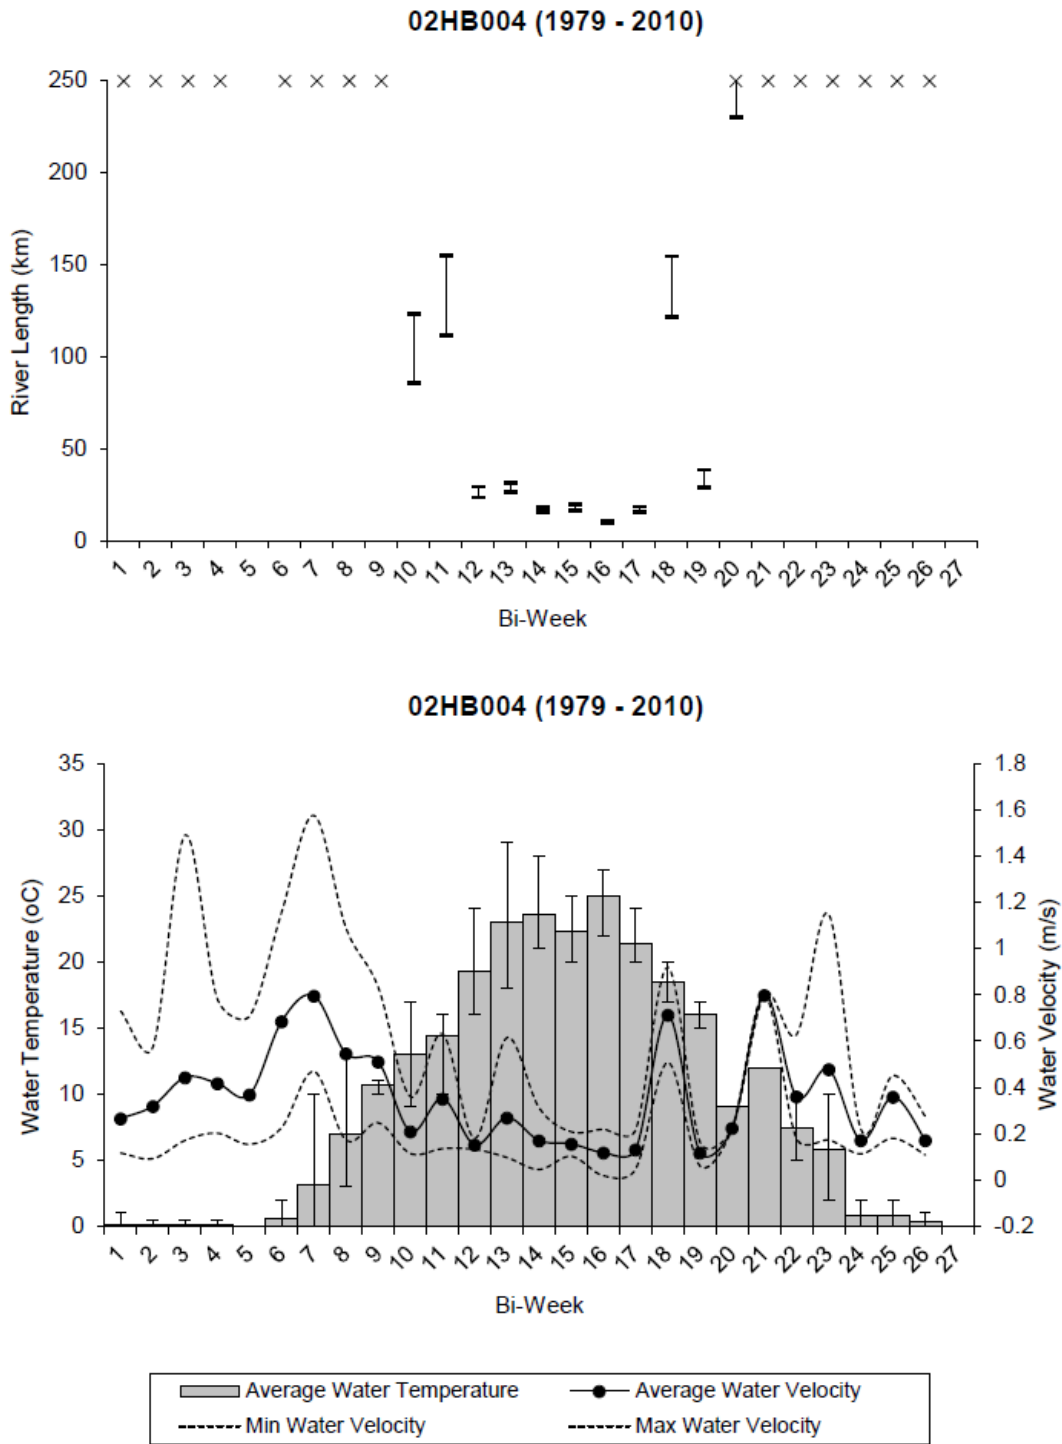 02HB004 (1979 - 2010)
250
200
150
100
50
0
River Length (km)
1 2 3 4 5 6 7 8 9 10 11 12 13 14 15 16 17 18 19 20 21 22 23 24 25 26 27
Bi-Week
02HB004 (1979 - 2010)
35
30
25
20
15
10
5
0
Water Temperature (oC)
1.8
1.6
1.4
1.2
1
0.8
0.6
0.4
0.2
0
-0.2
Water Velocity (m/s)
1 2 3 4 5 6 7 8 9 10 11 12 13 14 15 16 17 18 19 20 21 22 23 24 25 26 27
Bi-Week
Average Water Temperature
Average Water Velocity
Min Water Velocity
Max Water Velocity